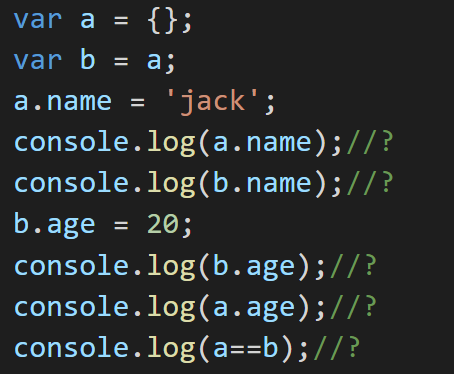 var a = {};
var b = a;
a.name = 'jack';
console.log(a.name);//?
console.log(b.name);//?
b.age = 20;
console.log(b.age);//?
console.log(a.age);//?
console.log(a==b);//?